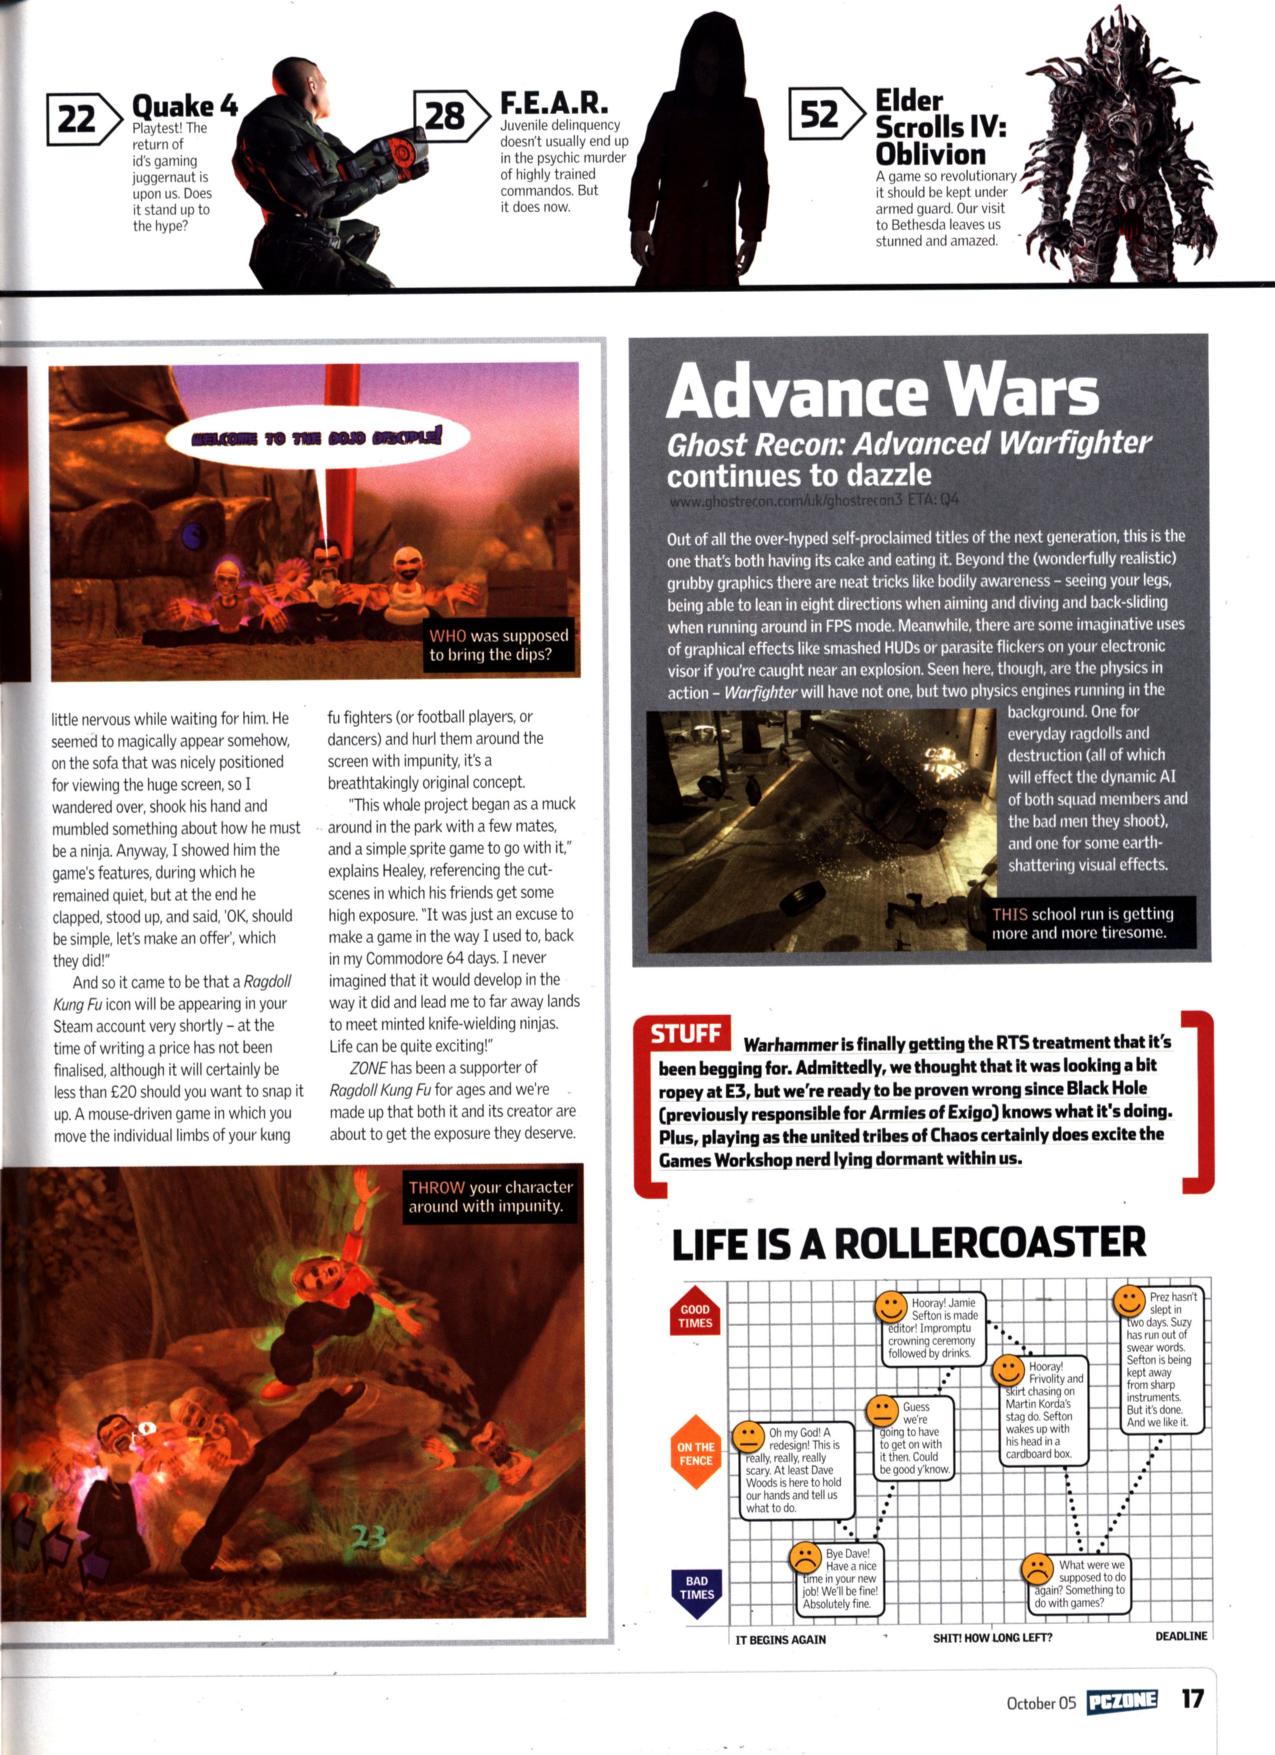 22
Quake 4
Playtest! The
return of
id's gaming
juggernaut is
upon us. Does
it stand up to
the hype?
28
F.E.A.R.
Juvenile delinquency
doesn't usually end up
in the psychic murder
of highly trained
commandos. But
it does now.
52
Elder
Scrolls IV:
Oblivion
A game so revolutionary
it should be kept under
armed guard. Our visit
to Bethesda leaves us
stunned and amazed.
WELCOME TO THE DOJO DISCIPLE!
WHO was supposed
to bring the dips?
little nervous while waiting for him. He
seemed to magically appear somehow,
on the sofa that was nicely positioned
for viewing the huge screen, so I
wandered over, shook his hand and
mumbled something about how he must
be a ninja. Anyway, I showed him the
game's features, during which he
remained quiet, but at the end he
clapped, stood up, and said, 'OK, should
be simple, let's make an offer', which
they did!"
And so it came to be that a Ragdoll
Kung Fu icon will be appearing in your
Steam account very shortly – at the
time of writing a price has not been
finalised, although it will certainly be
less than £20 should you want to snap it
up. A mouse-driven game in which you
move the individual limbs of your kung
fu fighters (or football players, or
dancers) and hurl them around the
screen with impunity, it's a
breathtakingly original concept.
"This whole project began as a muck
around in the park with a few mates,
and a simple sprite game to go with it,"
explains Healey, referencing the cut-
scenes in which his friends get some
high exposure. "It was just an excuse to
make a game in the way I used to, back
in my Commodore 64 days. I never
imagined that it would develop in the
way it did and lead me to far away lands
to meet minted knife-wielding ninjas.
Life can be quite exciting!"
ZONE has been a supporter of
Ragdoll Kung Fu for ages and we're
made up that both it and its creator are
about to get the exposure they deserve.
THROW your character
around with impunity.
23
Advance Wars
Ghost Recon: Advanced Warfighter
continues to dazzle
www.ghostrecon.com/uk/ghostrecon3 ETA: Q4
Out of all the over-hyped self-proclaimed titles of the next generation, this is the
one that's both having its cake and eating it. Beyond the (wonderfully realistic)
grubby graphics there are neat tricks like bodily awareness – seeing your legs,
being able to lean in eight directions when aiming and diving and back-sliding
when running around in FPS mode. Meanwhile, there are some imaginative uses
of graphical effects like smashed HUDs or parasite flickers on your electronic
visor if you're caught near an explosion. Seen here, though, are the physics in
action – Warfighter will have not one, but two physics engines running in the
background. One for
everyday ragdolls and
destruction (all of which
will effect the dynamic AI
of both squad members and
the bad men they shoot),
and one for some earth-
shattering visual effects.
THIS school run is getting
more and more tiresome.
STUFF Warhammer is finally getting the RTS treatment that it's
been begging for. Admittedly, we thought that it was looking a bit
ropey at E3, but we're ready to be proven wrong since Black Hole
(previously responsible for Armies of Exigo) knows what it's doing.
Plus, playing as the united tribes of Chaos certainly does excite the
Games Workshop nerd lying dormant within us.
LIFE IS A ROLLERCOASTER
GOOD
TIMES
ON THE
FENCE
BAD
TIMES
Oh my God! A
redesign! This is
really, really, really
scary. At least Dave
Woods is here to hold
our hands and tell us
what to do.
Bye Dave!
Have a nice
time in your new
job! We'll be fine!
Absolutely fine.
Guess
we're
going to have
to get on with
it then. Could
be good y'know.
Hooray! Jamie
Sefton is made
editor! Impromptu
crowning ceremony
followed by drinks.
Hooray!
Frivolity and
skirt chasing on
Martin Korda's
stag do. Sefton
wakes up with
his head in a
cardboard box.
What were we
supposed to do
again? Something to
do with games?
Prez hasn't
slept in
two days. Suzy
has run out of
swear words.
Sefton is being
kept away
from sharp
instruments.
But it's done.
And we like it.
IT BEGINS AGAIN
SHIT! HOW LONG LEFT?
DEADLINE
October 05 PCZONE 17